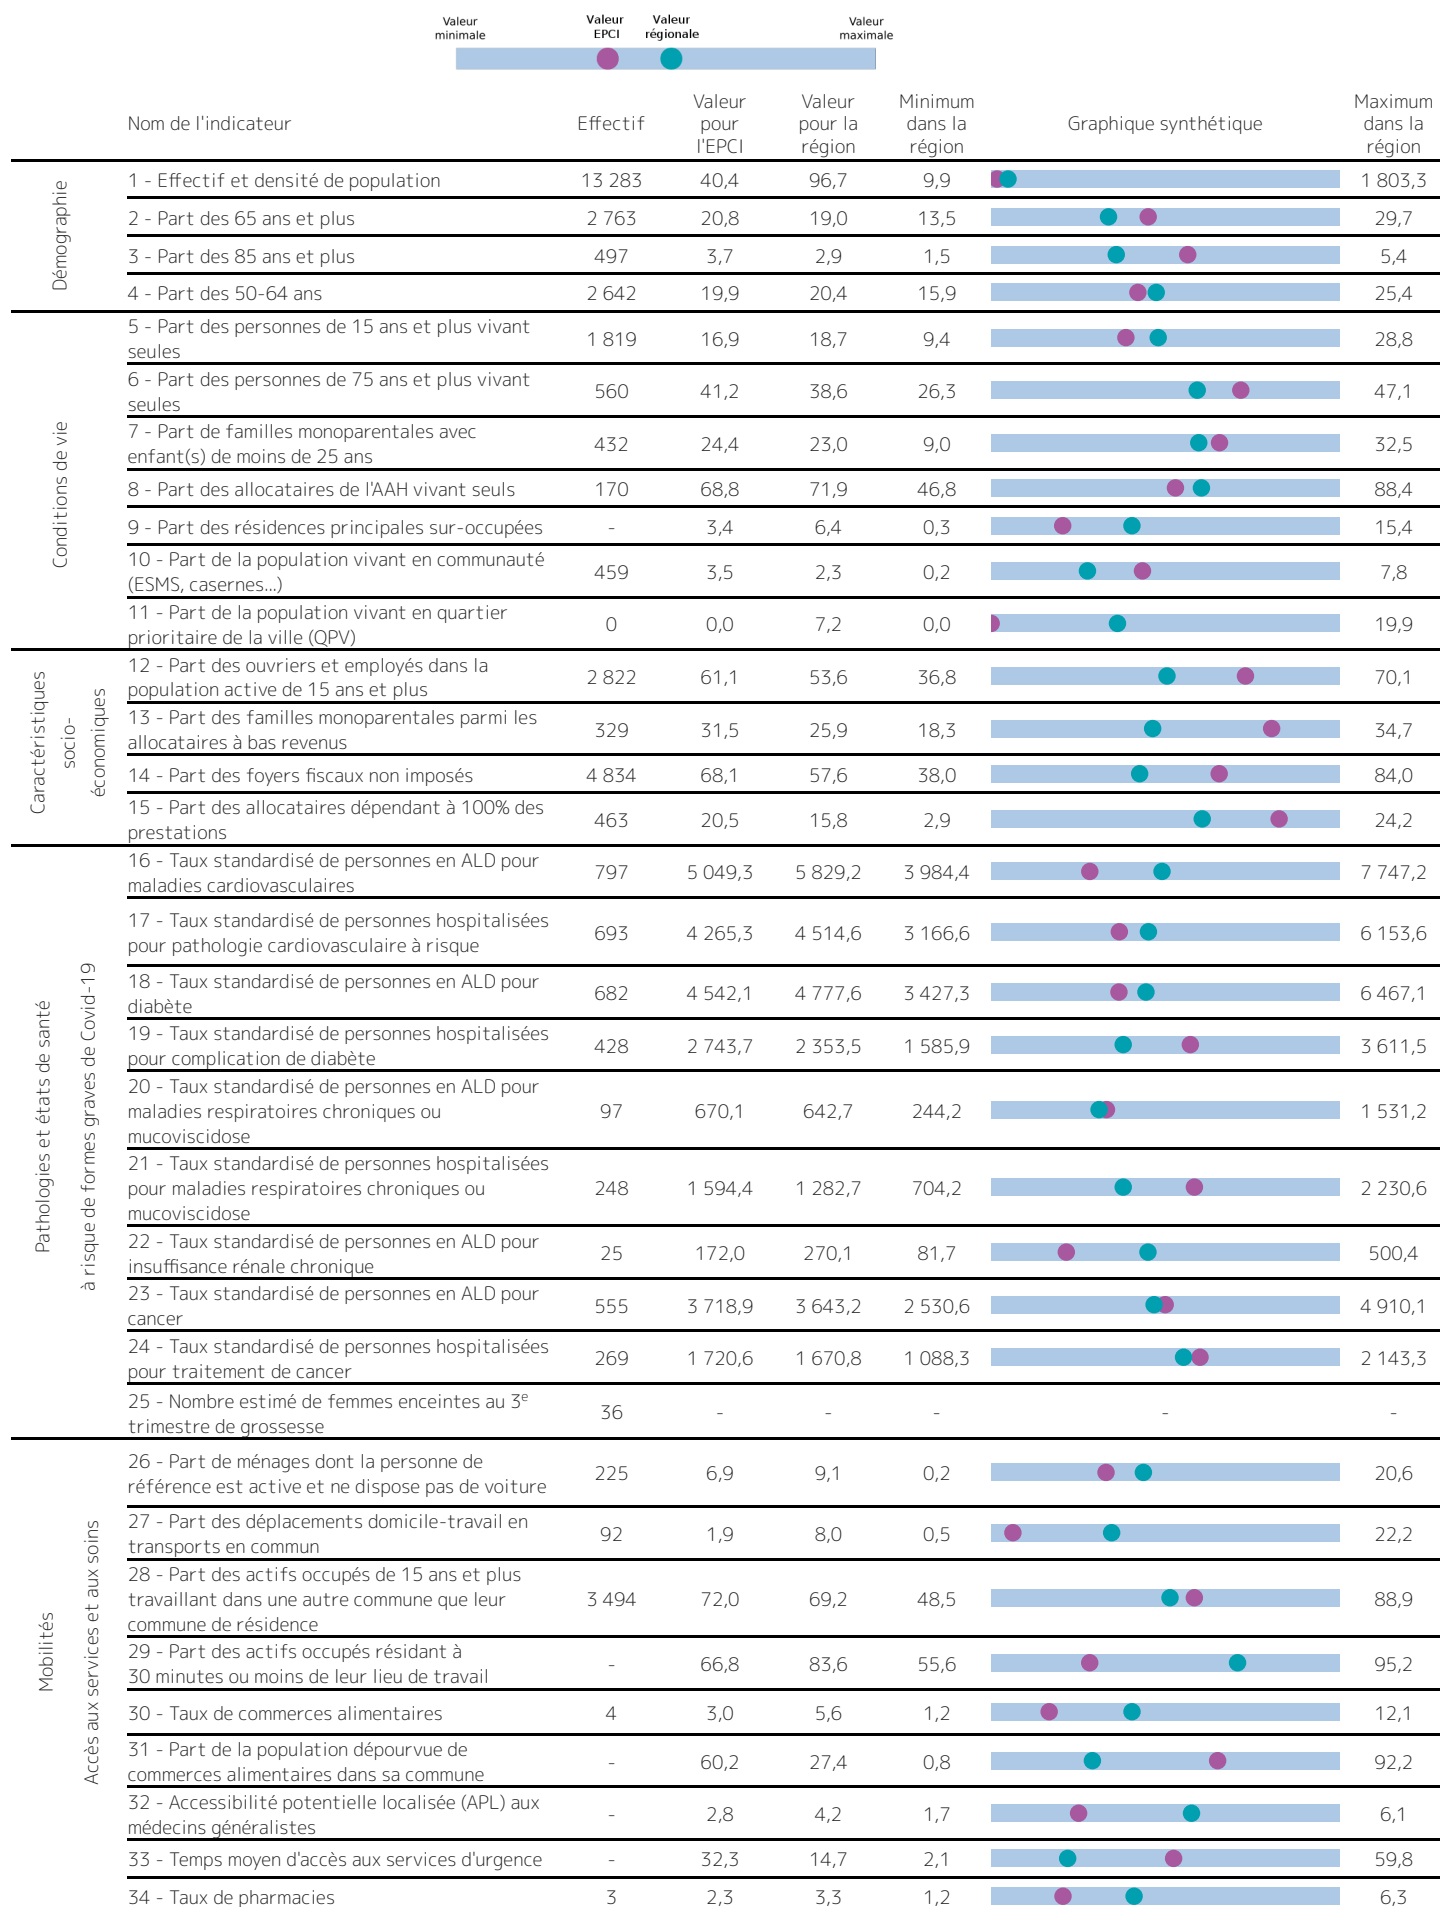 Valeur
minimale
Valeur
EPCI
Valeur
régionale
Valeur
maximale
Nom de l'indicateur
Effectif
Valeur
pour
l'EPCI
Valeur
pour la
région
Minimum
dans la
région
Graphique synthétique
Maximum
dans la
région
Démographie
1 - Effectif et densité de population 13 283 40,4 96,7 9,9 1 803,3
2 - Part des 65 ans et plus 2 763 20,8 19,0 13,5 29,7
3 - Part des 85 ans et plus 497 3,7 2,9 1,5 5,4
4 - Part des 50-64 ans 2 642 19,9 20,4 15,9 25,4
Conditions de vie
5 - Part des personnes de 15 ans et plus vivant
seules 1 819 16,9 18,7 9,4 28,8
6 - Part des personnes de 75 ans et plus vivant
seules 560 41,2 38,6 26,3 47,1
7 - Part de familles monoparentales avec
enfant(s) de moins de 25 ans 432 24,4 23,0 9,0 32,5
8 - Part des allocataires de l'AAH vivant seuls 170 68,8 71,9 46,8 88,4
9 - Part des résidences principales sur-occupées - 3,4 6,4 0,3 15,4
10 - Part de la population vivant en communauté
(ESMS, casernes...) 459 3,5 2,3 0,2 7,8
11 - Part de la population vivant en quartier
prioritaire de la ville (QPV) 0 0,0 7,2 0,0 19,9
Caractéristiques
socio-
économiques
12 - Part des ouvriers et employés dans la
population active de 15 ans et plus 2 822 61,1 53,6 36,8 70,1
13 - Part des familles monoparentales parmi les
allocataires à bas revenus 329 31,5 25,9 18,3 34,7
14 - Part des foyers fiscaux non imposés 4 834 68,1 57,6 38,0 84,0
15 - Part des allocataires dépendant à 100% des
prestations 463 20,5 15,8 2,9 24,2
Pathologies et états de santé
à risque de formes graves de Covid-19
16 - Taux standardisé de personnes en ALD pour
maladies cardiovasculaires 797 5 049,3 5 829,2 3 984,4 7 747,2
17 - Taux standardisé de personnes hospitalisées
pour pathologie cardiovasculaire à risque 693 4 265,3 4 514,6 3 166,6 6 153,6
18 - Taux standardisé de personnes en ALD pour
diabète 682 4 542,1 4 777,6 3 427,3 6 467,1
19 - Taux standardisé de personnes hospitalisées
pour complication de diabète 428 2 743,7 2 353,5 1 585,9 3 611,5
20 - Taux standardisé de personnes en ALD pour
maladies respiratoires chroniques ou 97 670,1 642,7 244,2 1 531,2
mucoviscidose
21 - Taux standardisé de personnes hospitalisées
pour maladies respiratoires chroniques ou 248 1 594,4 1 282,7 704,2 2 230,6
mucoviscidose
22 - Taux standardisé de personnes en ALD pour
insuffisance rénale chronique 25 172,0 270,1 81,7 500,4
23 - Taux standardisé de personnes en ALD pour
cancer 555 3 718,9 3 643,2 2 530,6 4 910,1
24 - Taux standardisé de personnes hospitalisées
pour traitement de cancer 269 1 720,6 1 670,8 1 088,3 2 143,3
25 - Nombre estimé de femmes enceintes au 3e
trimestre de grossesse 36 - - - - -
Mobilités
Accès aux services et aux soins
26 - Part de ménages dont la personne de
référence est active et ne dispose pas de voiture 225 6,9 9,1 0,2 20,6
27 - Part des déplacements domicile-travail en
transports en commun 92 1,9 8,0 0,5 22,2
28 - Part des actifs occupés de 15 ans et plus
travaillant dans une autre commune que leur 3 494 72,0 69,2 48,5 88,9
commune de résidence
29 - Part des actifs occupés résidant à
30 minutes ou moins de leur lieu de travail - 66,8 83,6 55,6 95,2
30 - Taux de commerces alimentaires 4 3,0 5,6 1,2 12,1
31 - Part de la population dépourvue de
commerces alimentaires dans sa commune - 60,2 27,4 0,8 92,2
32 - Accessibilité potentielle localisée (APL) aux
médecins généralistes - 2,8 4,2 1,7 6,1
33 - Temps moyen d'accès aux services d'urgence - 32,3 14,7 2,1 59,8
34 - Taux de pharmacies 3 2,3 3,3 1,2 6,3